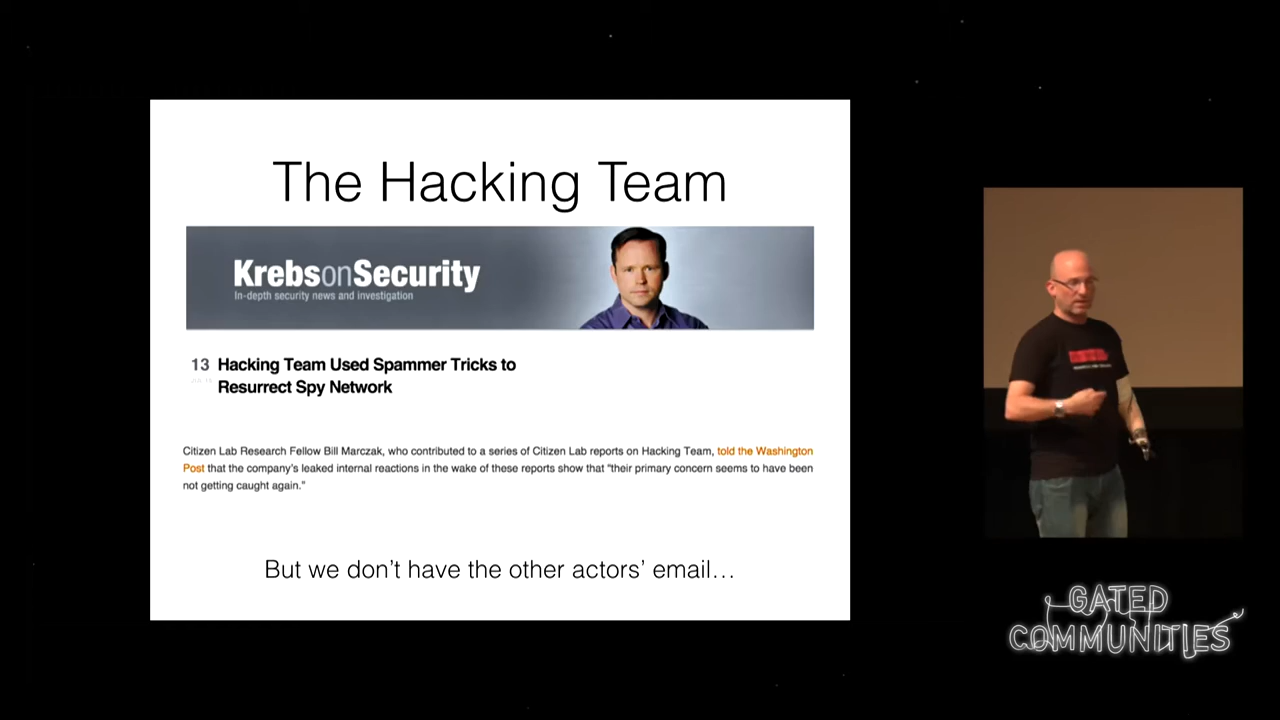 The Hacking Team
KrebsonSecurity
In-depth security news and investigation
13 Hacking Team Used Spammer Tricks to
Resurrect Spy Network
Citizen Lab Research Fellow Bill Marczak, who contributed to a series of Citizen Lab reports on Hacking Team, told the Washington
Post that the company's leaked internal reactions in the wake of these reports show that “their primary concern seems to have been
not getting caught again.”
But we don't have the other actors' email…
GATED
COMMUNITIES